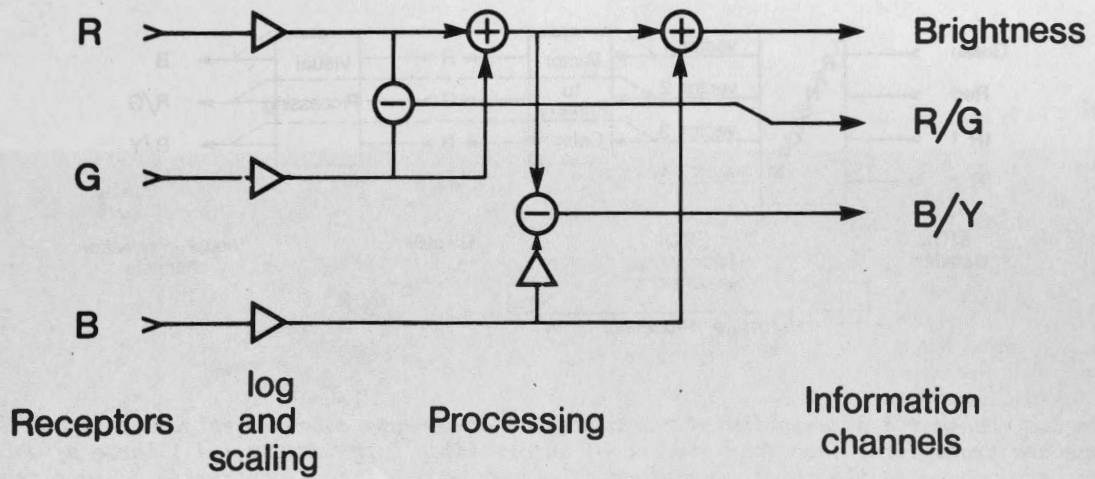 R
Brightness
R/G
G
B/Y
B
Receptors
log
and
scaling
Processing
Information
channels